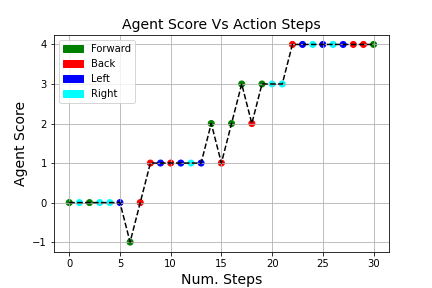 Agent Score Vs Action Steps
Agent Score
4
3
2
1
0
−1
Forward
Back
Left
Right
0 5 10 15 20 25 30
Num. Steps